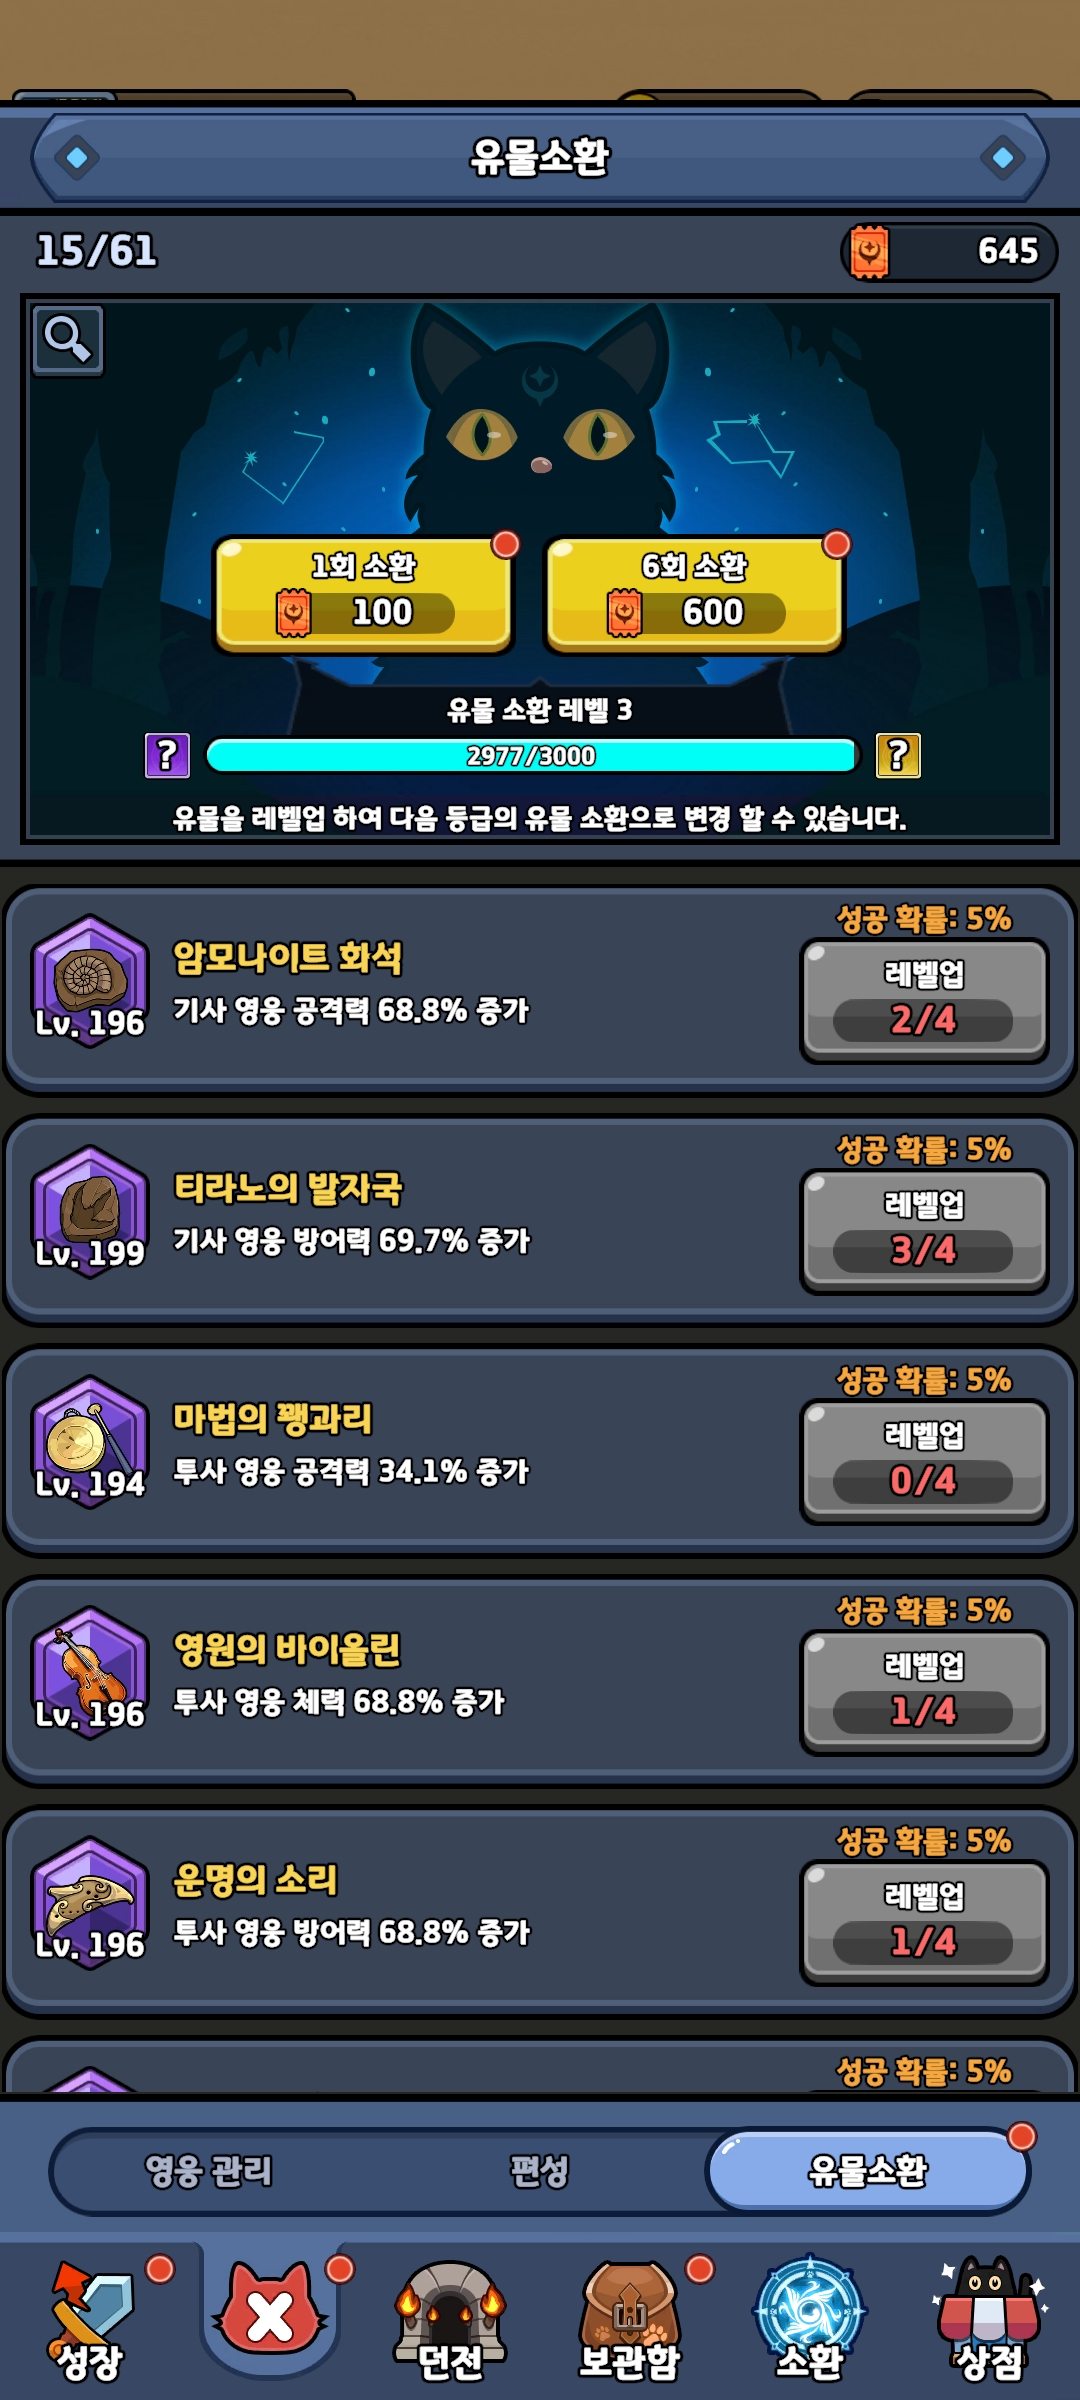 유물소환
15/61
645
1회 소환
100
6회 소환
600
유물 소환 레벨 3
?
2977/3000
?
유물을 레벨업 하여 다음 등급의 유물 소환으로 변경 할 수 있습니다.
성공 확률: 5%
암모나이트 화석
레벨업
기사 영웅 공격력 68.8% 증가
Lv. 196
2/4
성공 확률: 5%
티라노의 발자국
레벨업
기사 영웅 방어력 69.7% 증가
Lv. 199
3/4
성공 확률: 5%
마법의 꽹과리
레벨업
투사 영웅 공격력 34.1% 증가
Lv. 194
0/4
성공 확률: 5%
영원의 바이올린
레벨업
투사 영웅 체력 68.8% 증가
Lv. 196
1/4
성공 확률: 5%
운명의 소리
레벨업
투사 영웅 방어력 68.8% 증가
Lv. 196
1/4
성공 확률: 5%
영웅 관리
편성
유물소환
성장
던전
보관함
소환
상점